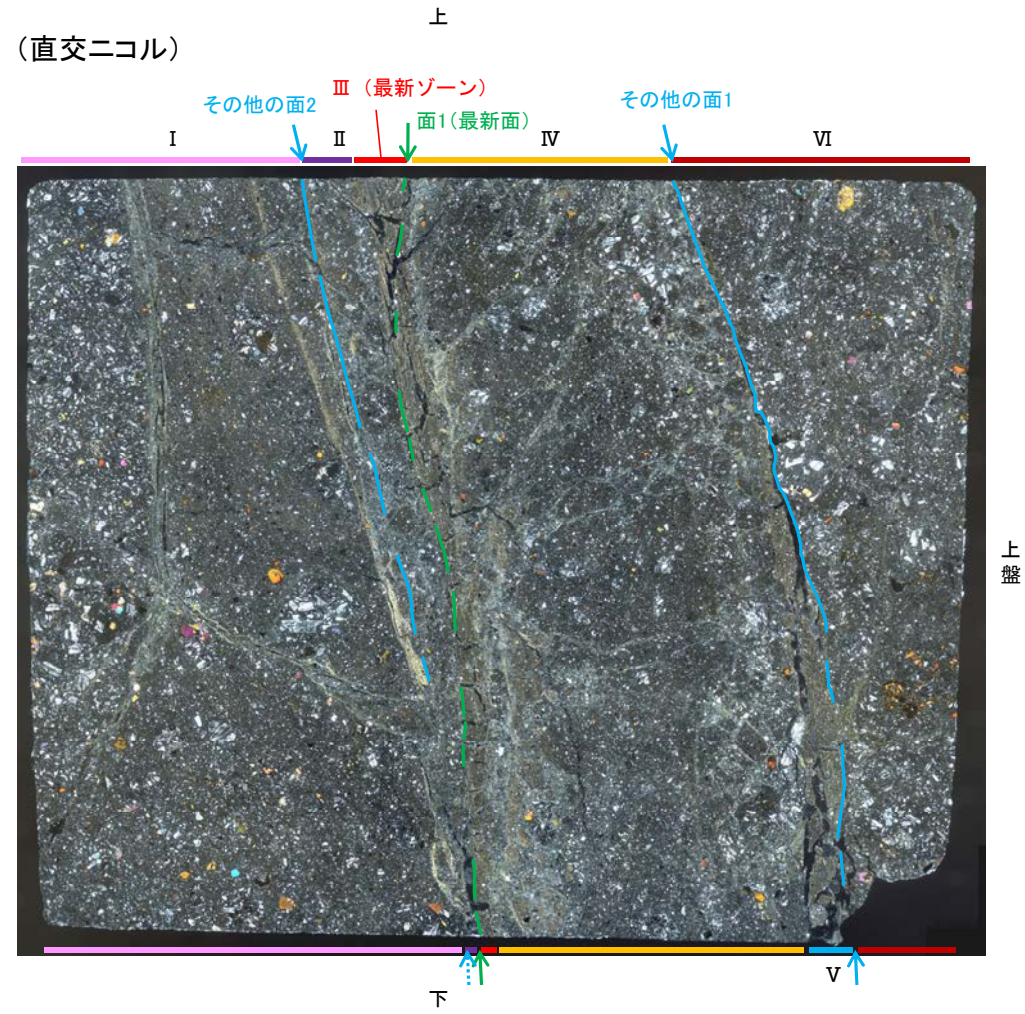 上
（直交ニコル）
Ⅲ（最新ゾーン）
その他の面2
その他の面1
面1（最新面）
Ⅰ
Ⅱ
Ⅳ
Ⅵ
上盤
Ⅴ
下